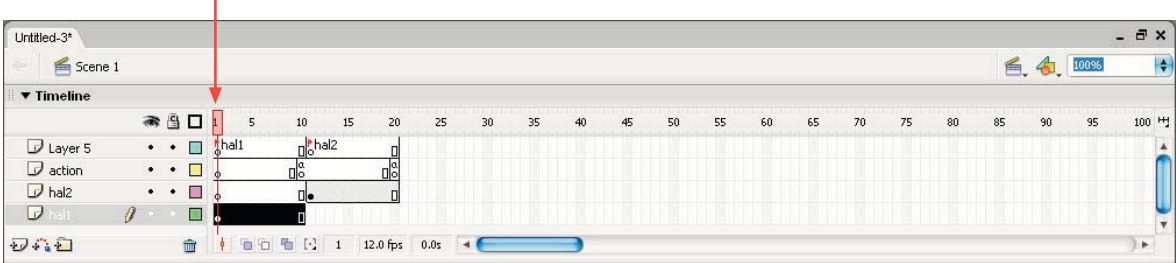 Untitled-3*
Scene 1
100%
Timeline
1 5 10 15 20 25 30 35 40 45 50 55 60 65 70 75 80 85 90 95 100
Layer 5 hal1 hal2
action a a
hal2
hal1
1 12.0 fps 0.0s